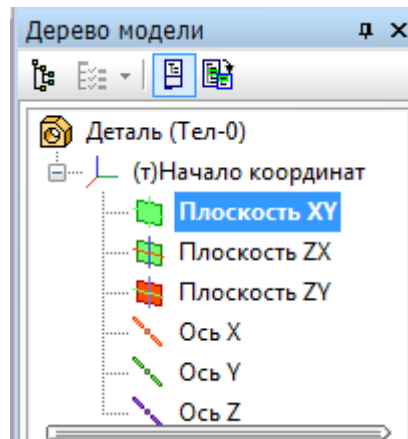 Дерево модели
Деталь (Тел-0)
(т)Начало координат
Плоскость XY
Плоскость ZX
Плоскость ZY
Ось X
Ось Y
Ось Z